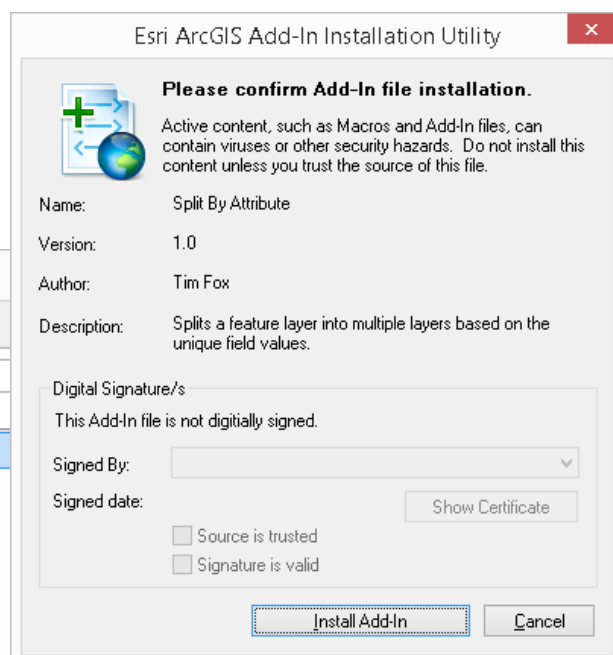 Esri ArcGIS Add-In Installation Utility
Please confirm Add-In file installation.
Active content, such as Macros and Add-In files, can
contain viruses or other security hazards. Do not install this
content unless you trust the source of this file.
Name: Split By Attribute
Version: 1.0
Author: Tim Fox
Description: Splits a feature layer into multiple layers based on the
unique field values.
Digital Signature/s
This Add-In file is not digitially signed.
Signed By:
Signed date:
Show Certificate
Source is trusted
Signature is valid
Install Add-In Cancel